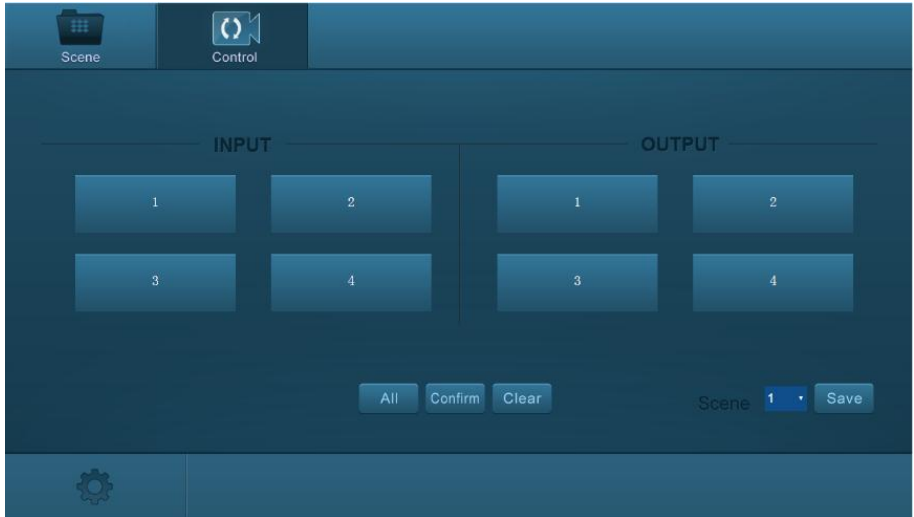 Scene Control
INPUT OUTPUT
1 2 1 2
3 4 3 4
All Confirm Clear Scene 1 Save